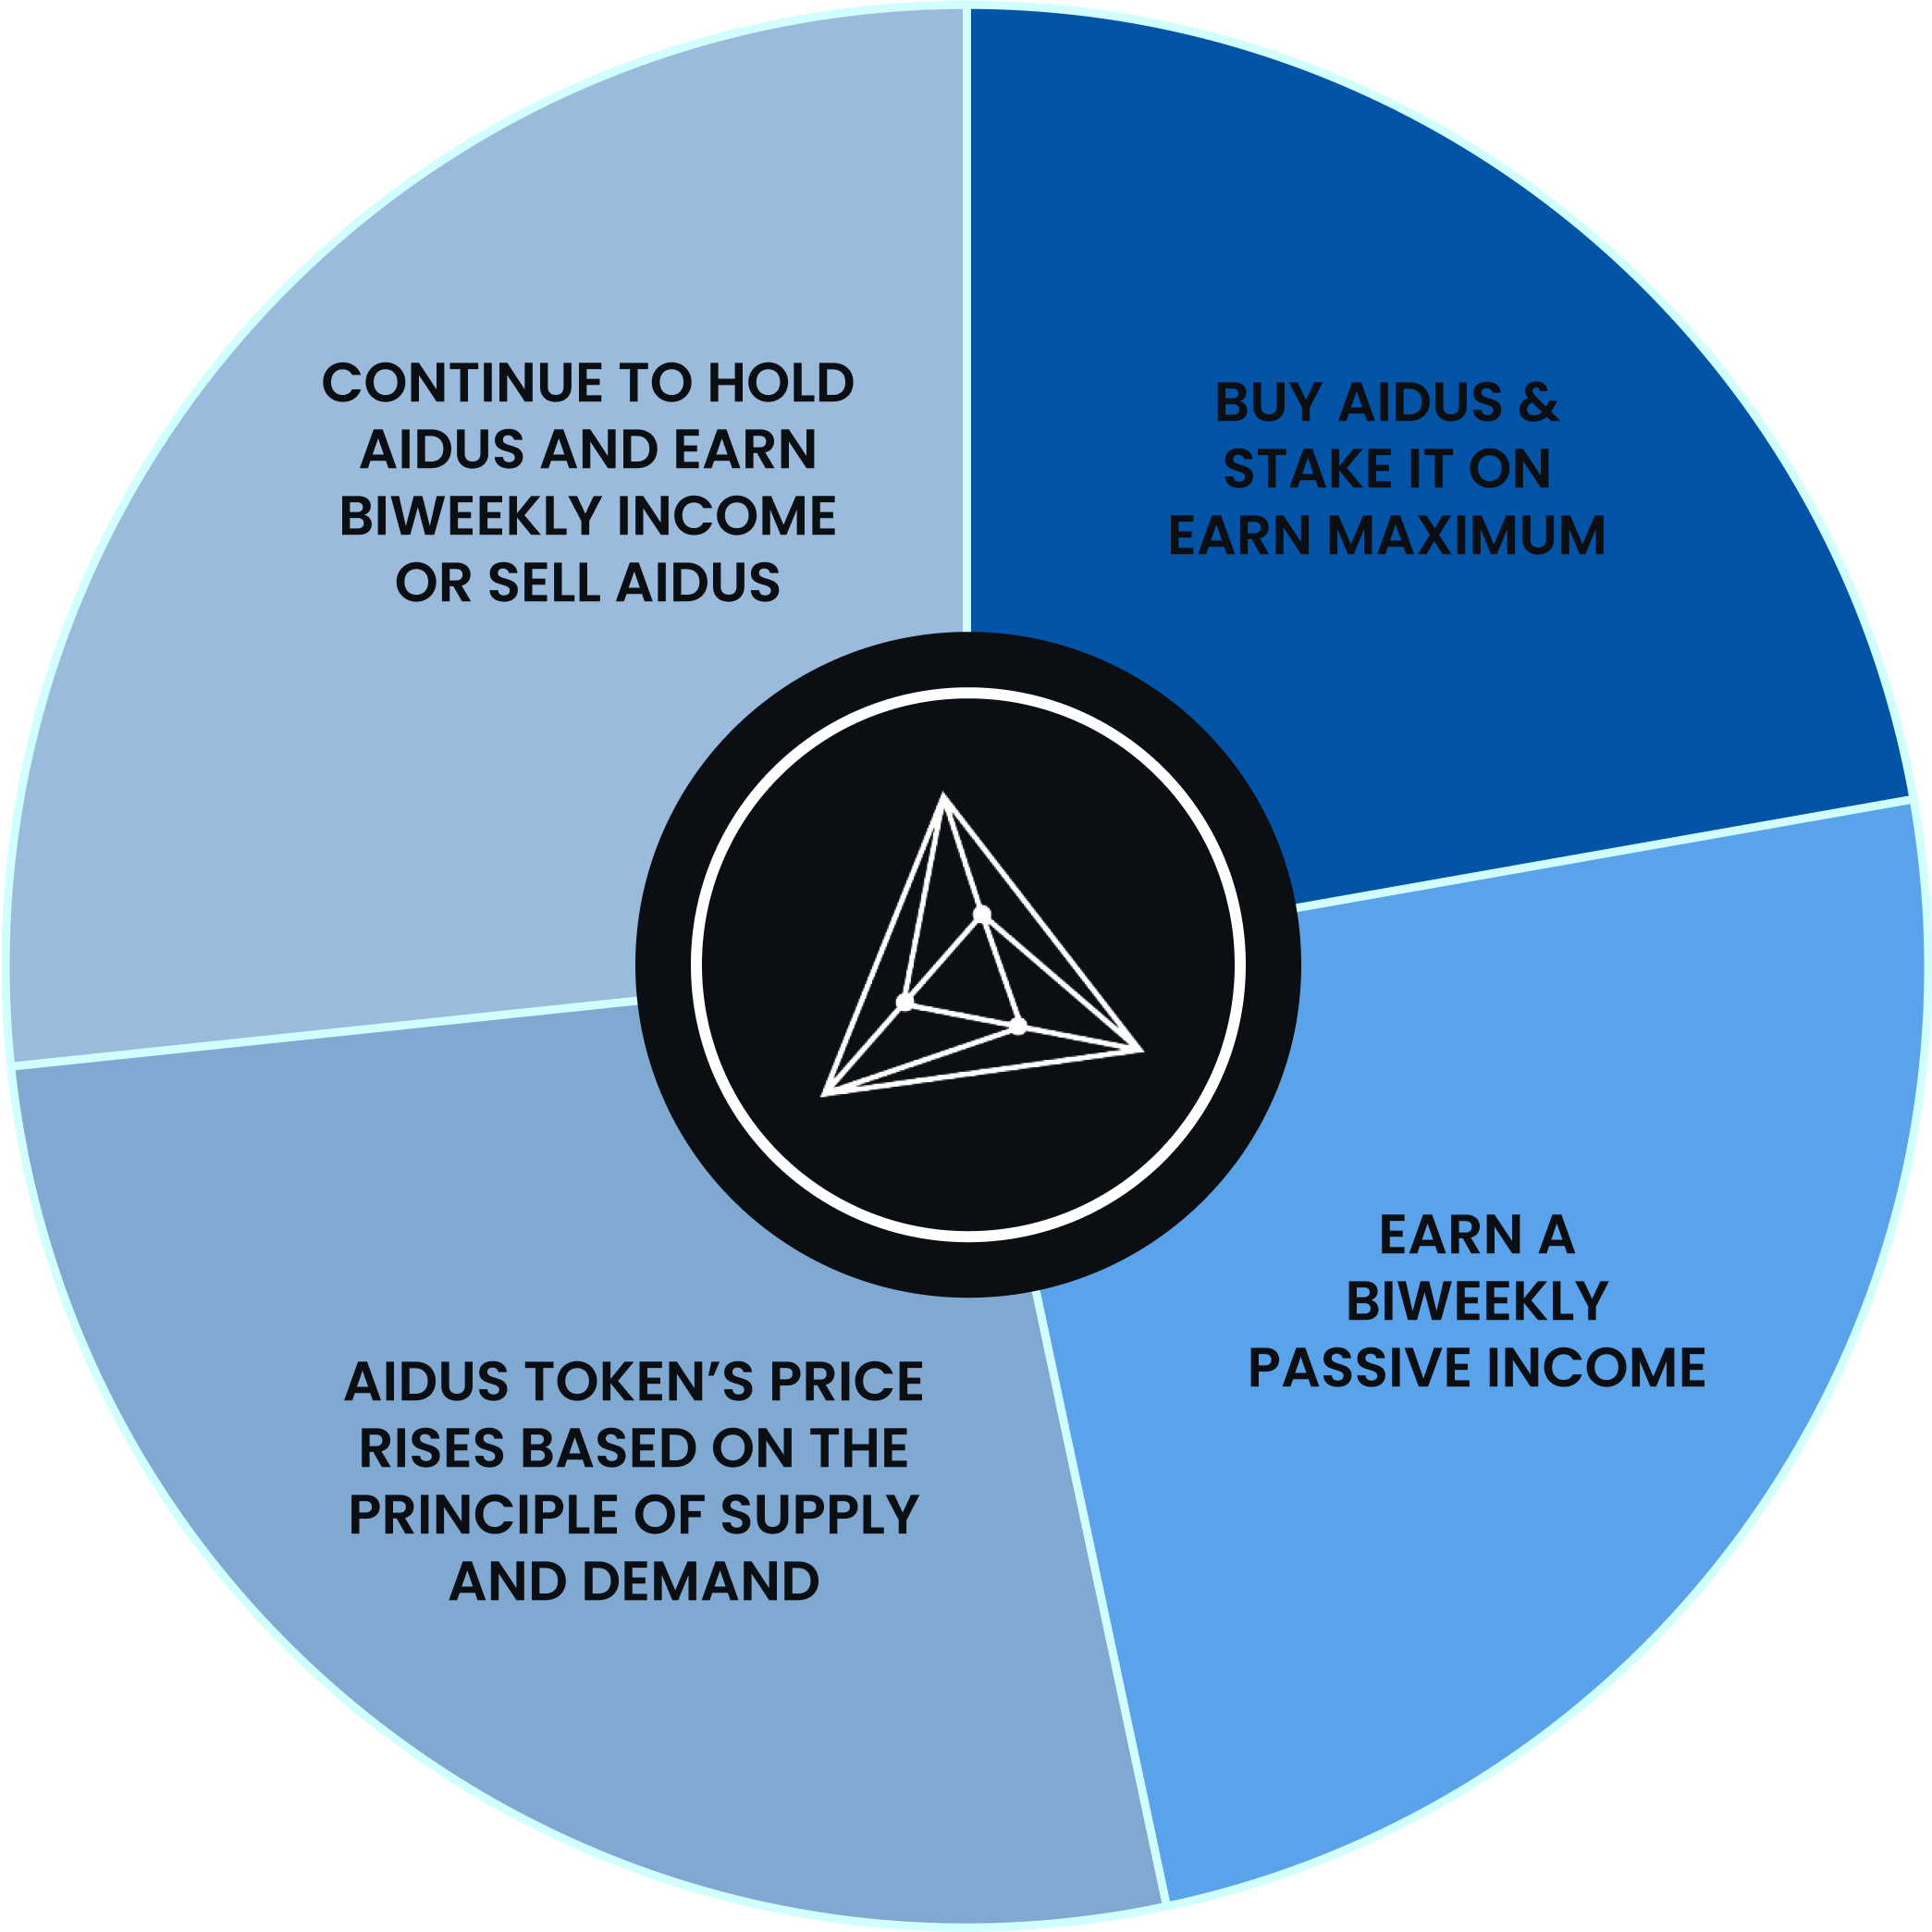 CONTINUE TO HOLD
AIDUS AND EARN
BIWEEKLY INCOME
OR SELL AIDUS
BUY AIDUS &
STAKE IT ON
EARN MAXIMUM
EARN A
BIWEEKLY
PASSIVE INCOME
AIDUS TOKEN’S PRICE
RISES BASED ON THE
PRINCIPLE OF SUPPLY
AND DEMAND